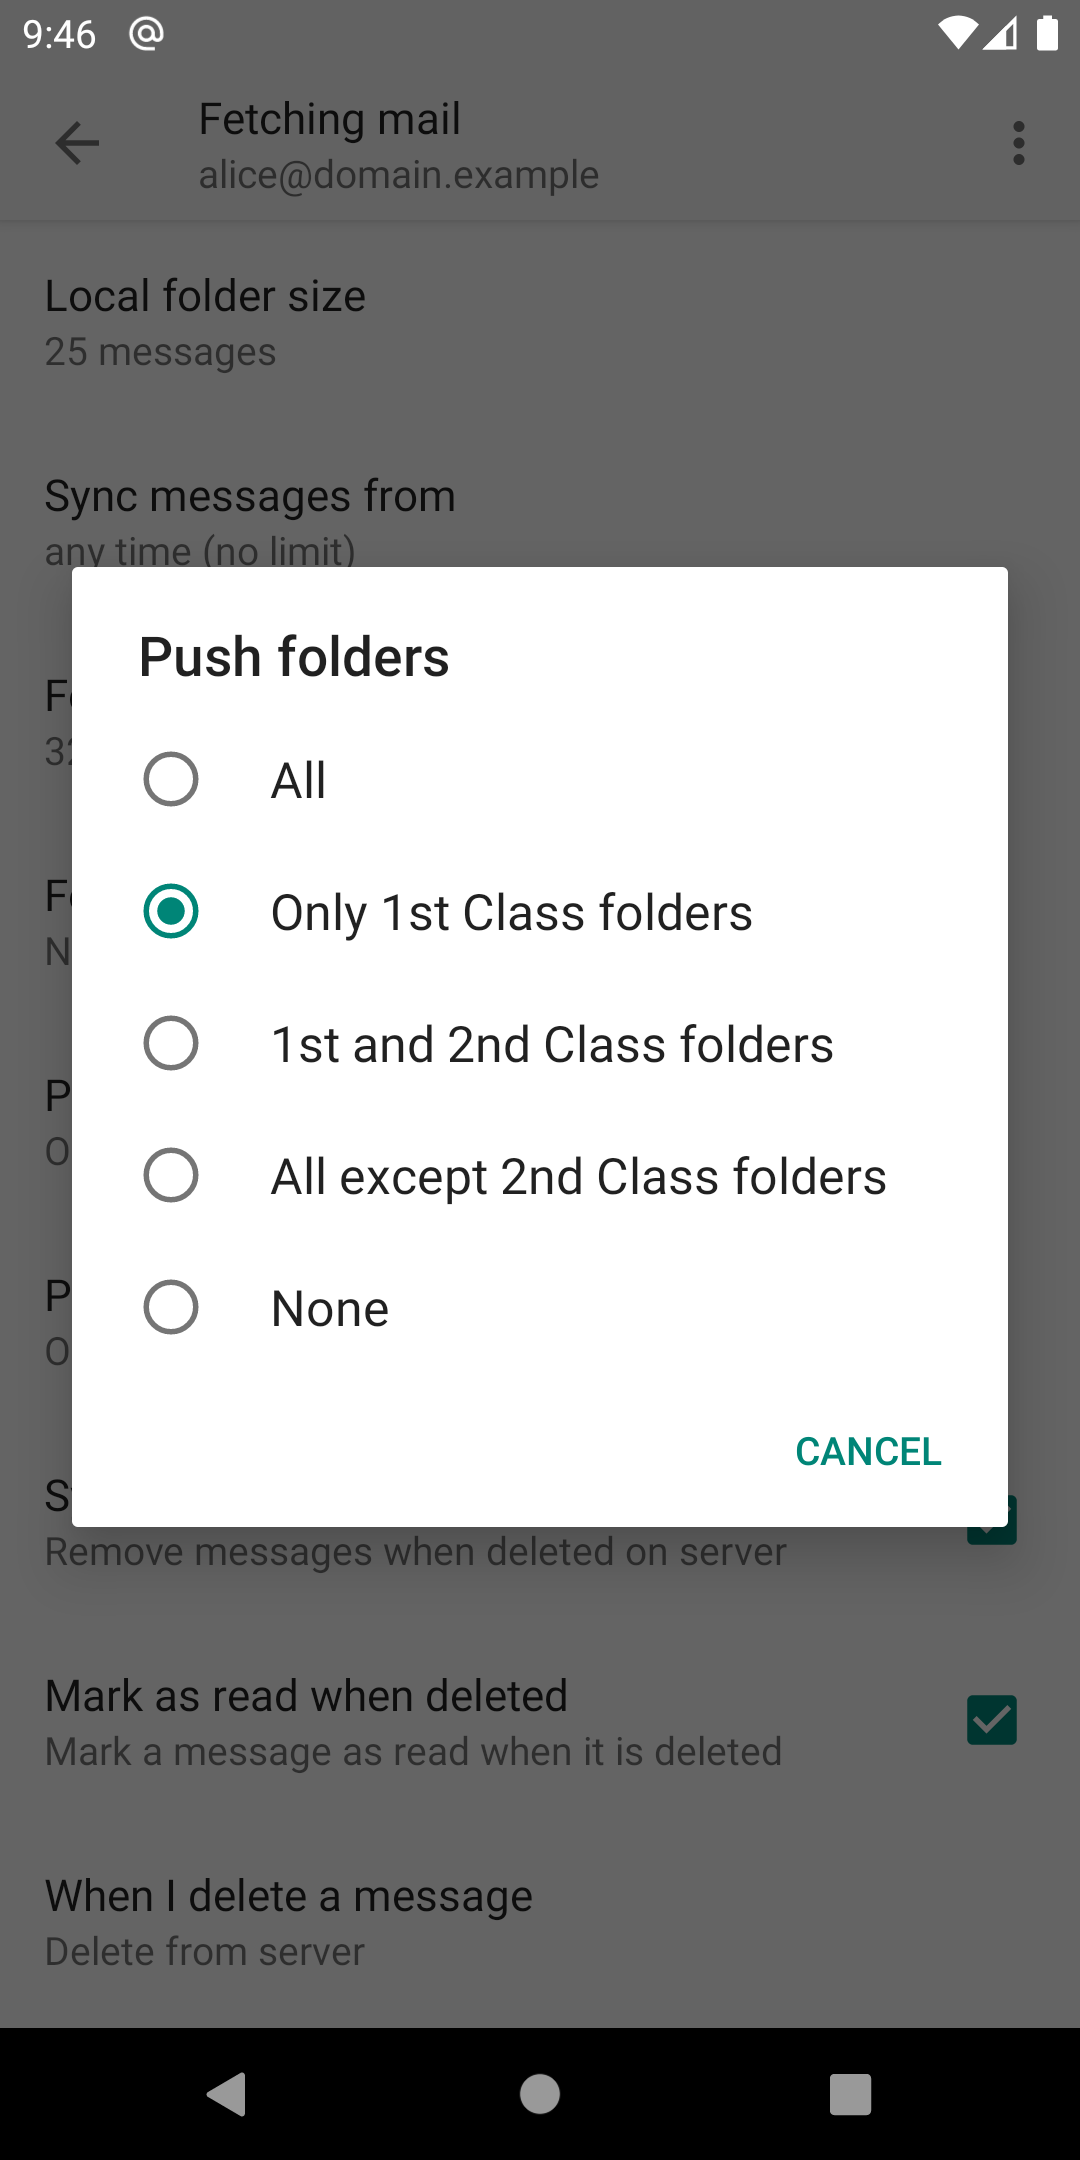 9:46
Fetching mail
alice@domain.example
Local folder size
25 messages
Sync messages from
any time (no limit)
Push folders
All
Only 1st Class folders
1st and 2nd Class folders
All except 2nd Class folders
None
CANCEL
Remove messages when deleted on server
Mark as read when deleted
Mark a message as read when it is deleted
When I delete a message
Delete from server